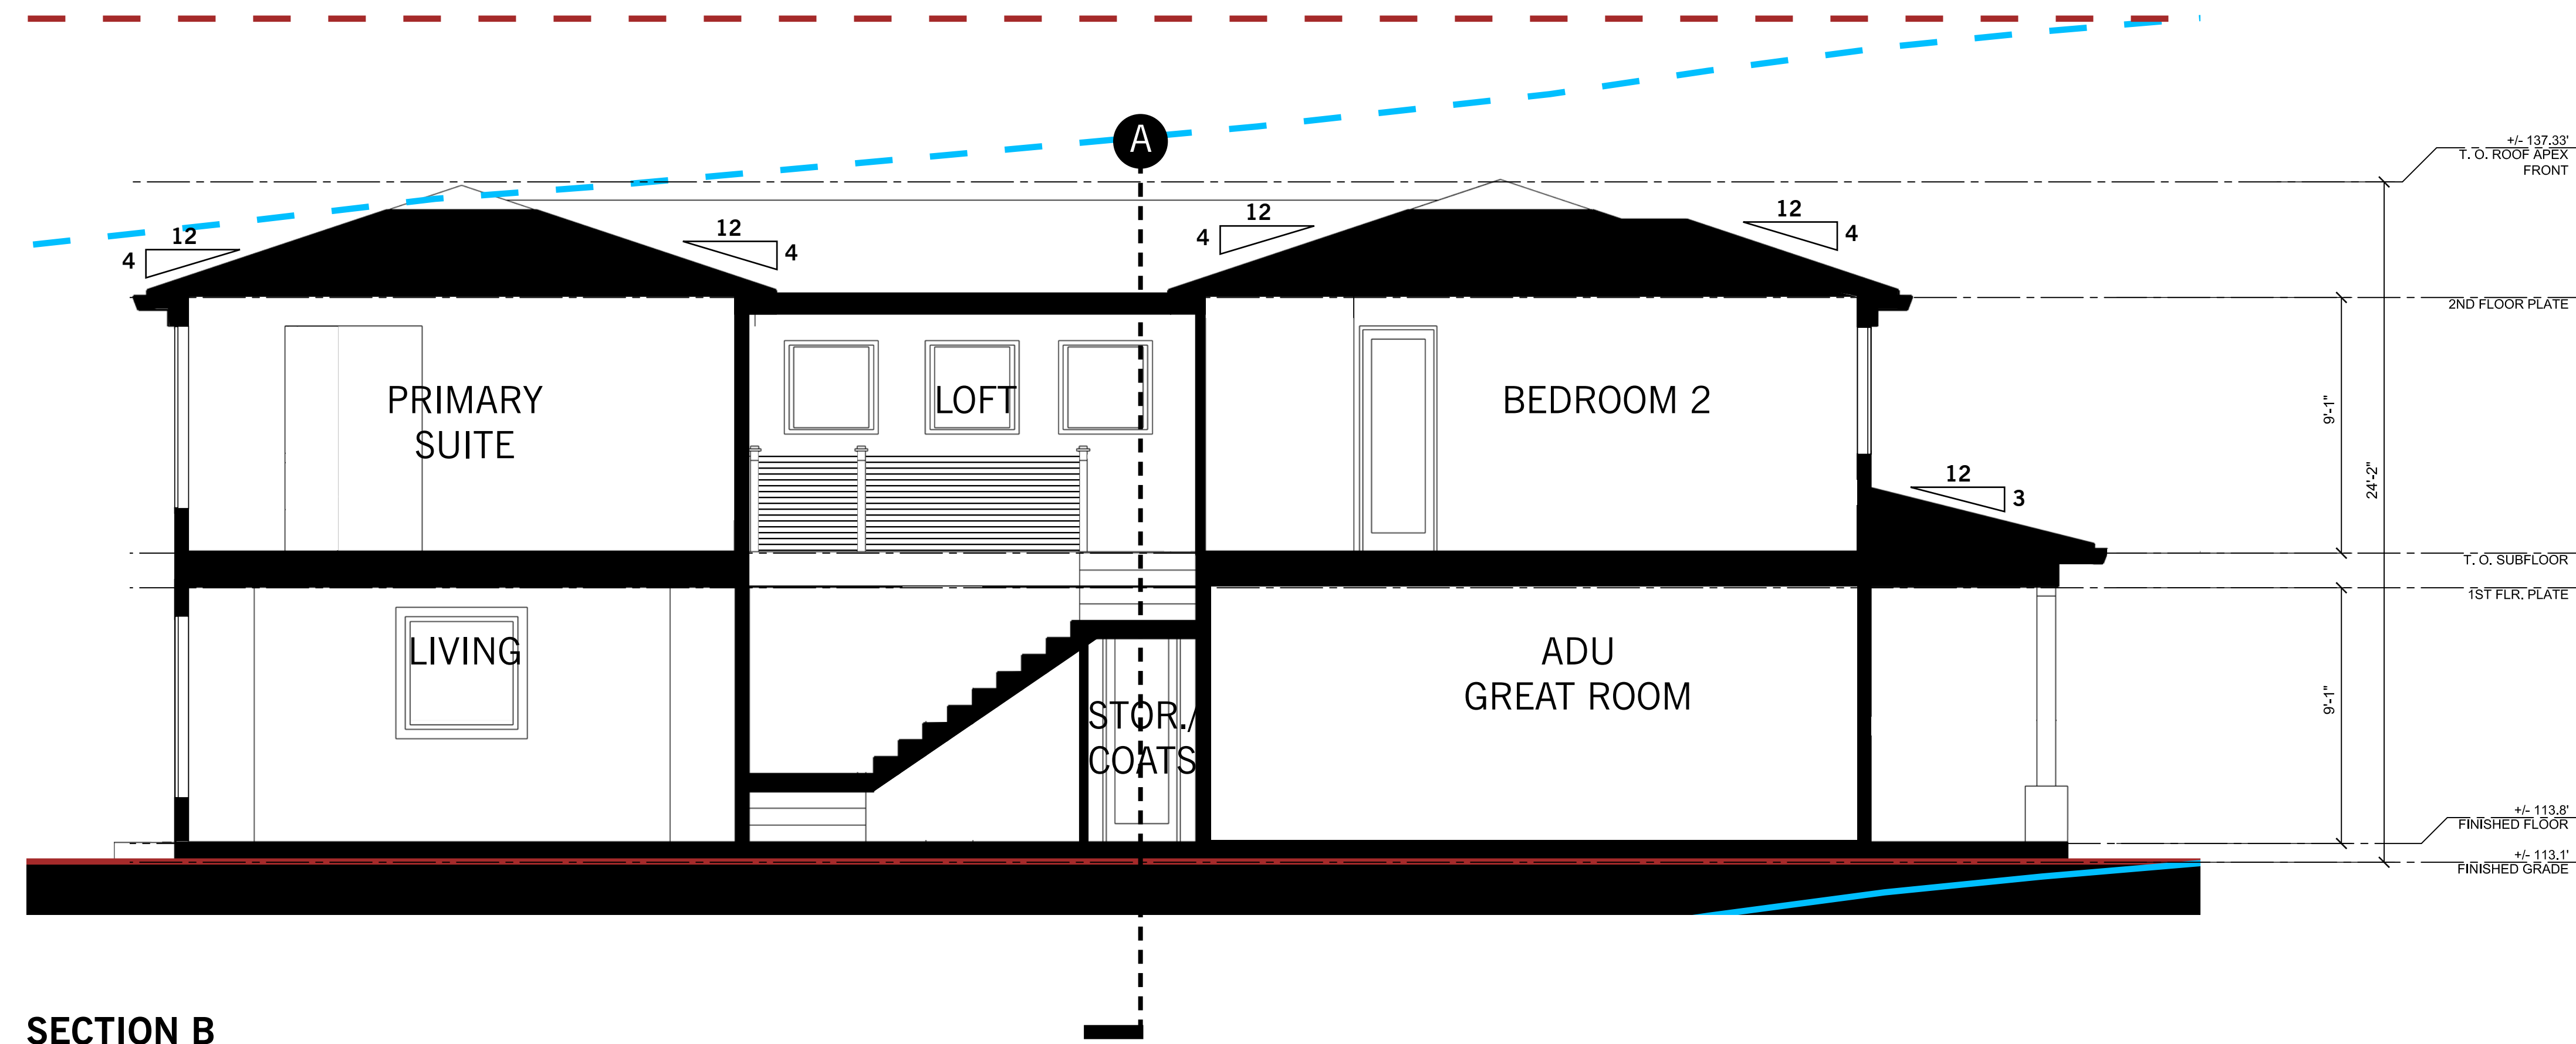 A
+/- 137.33'
T. O. ROOF APEX
FRONT
12
4
12
4
12
4
12
4
2ND FLOOR PLATE
PRIMARY
SUITE
LOFT
BEDROOM 2
9'-1"
24'-2"
12
3
T. O. SUBFLOOR
1ST FLR. PLATE
LIVING
ADU
GREAT ROOM
STOR./
COATS
9'-1"
+/- 113.8'
FINISHED FLOOR
+/- 113.1'
FINISHED GRADE
SECTION B